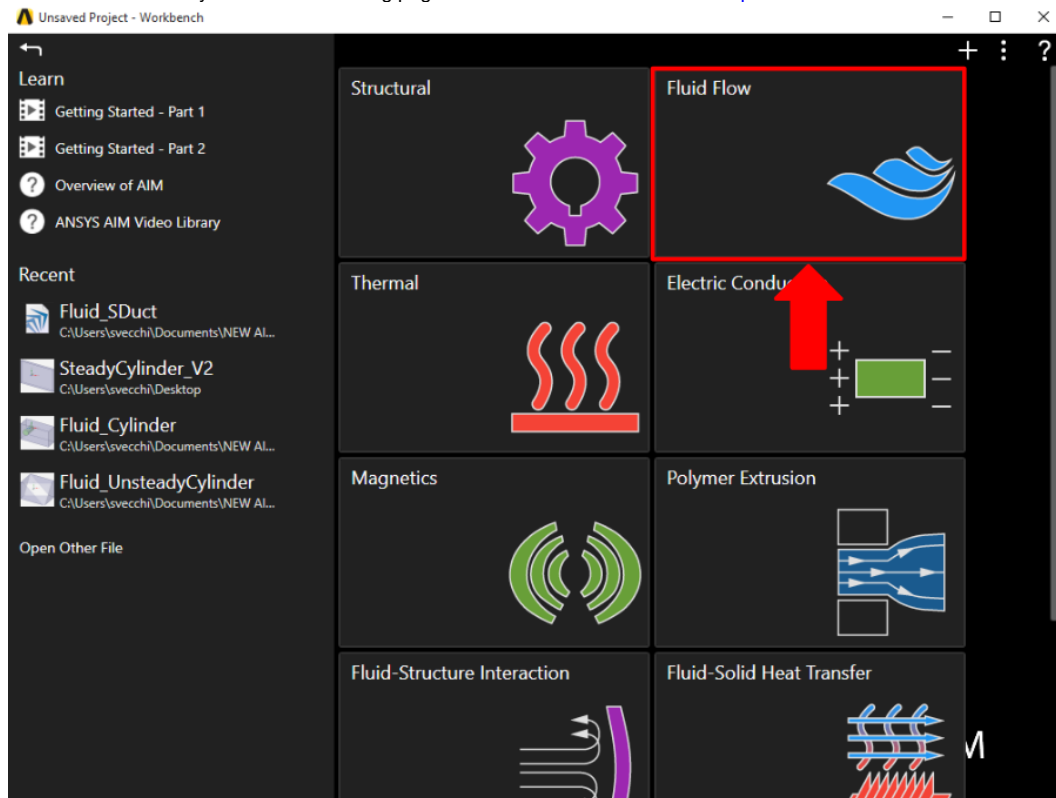 Unsaved Project - Workbench
Learn
Getting Started - Part 1
Getting Started - Part 2
Overview of AIM
ANSYS AIM Video Library
Recent
Fluid_SDuct
C:\Users\svecchi\Documents\NEW AI...
SteadyCylinder_V2
C:\Users\svecchi\Desktop
Fluid_Cylinder
C:\Users\svecchi\Documents\NEW AI...
Fluid_UnsteadyCylinder
C:\Users\svecchi\Documents\NEW AI...
Open Other File
Structural
Fluid Flow
Thermal
Electric
Magnetics
Polymer Extrusion
Fluid-Structure Interaction
Fluid-Solid Heat Transfer
M